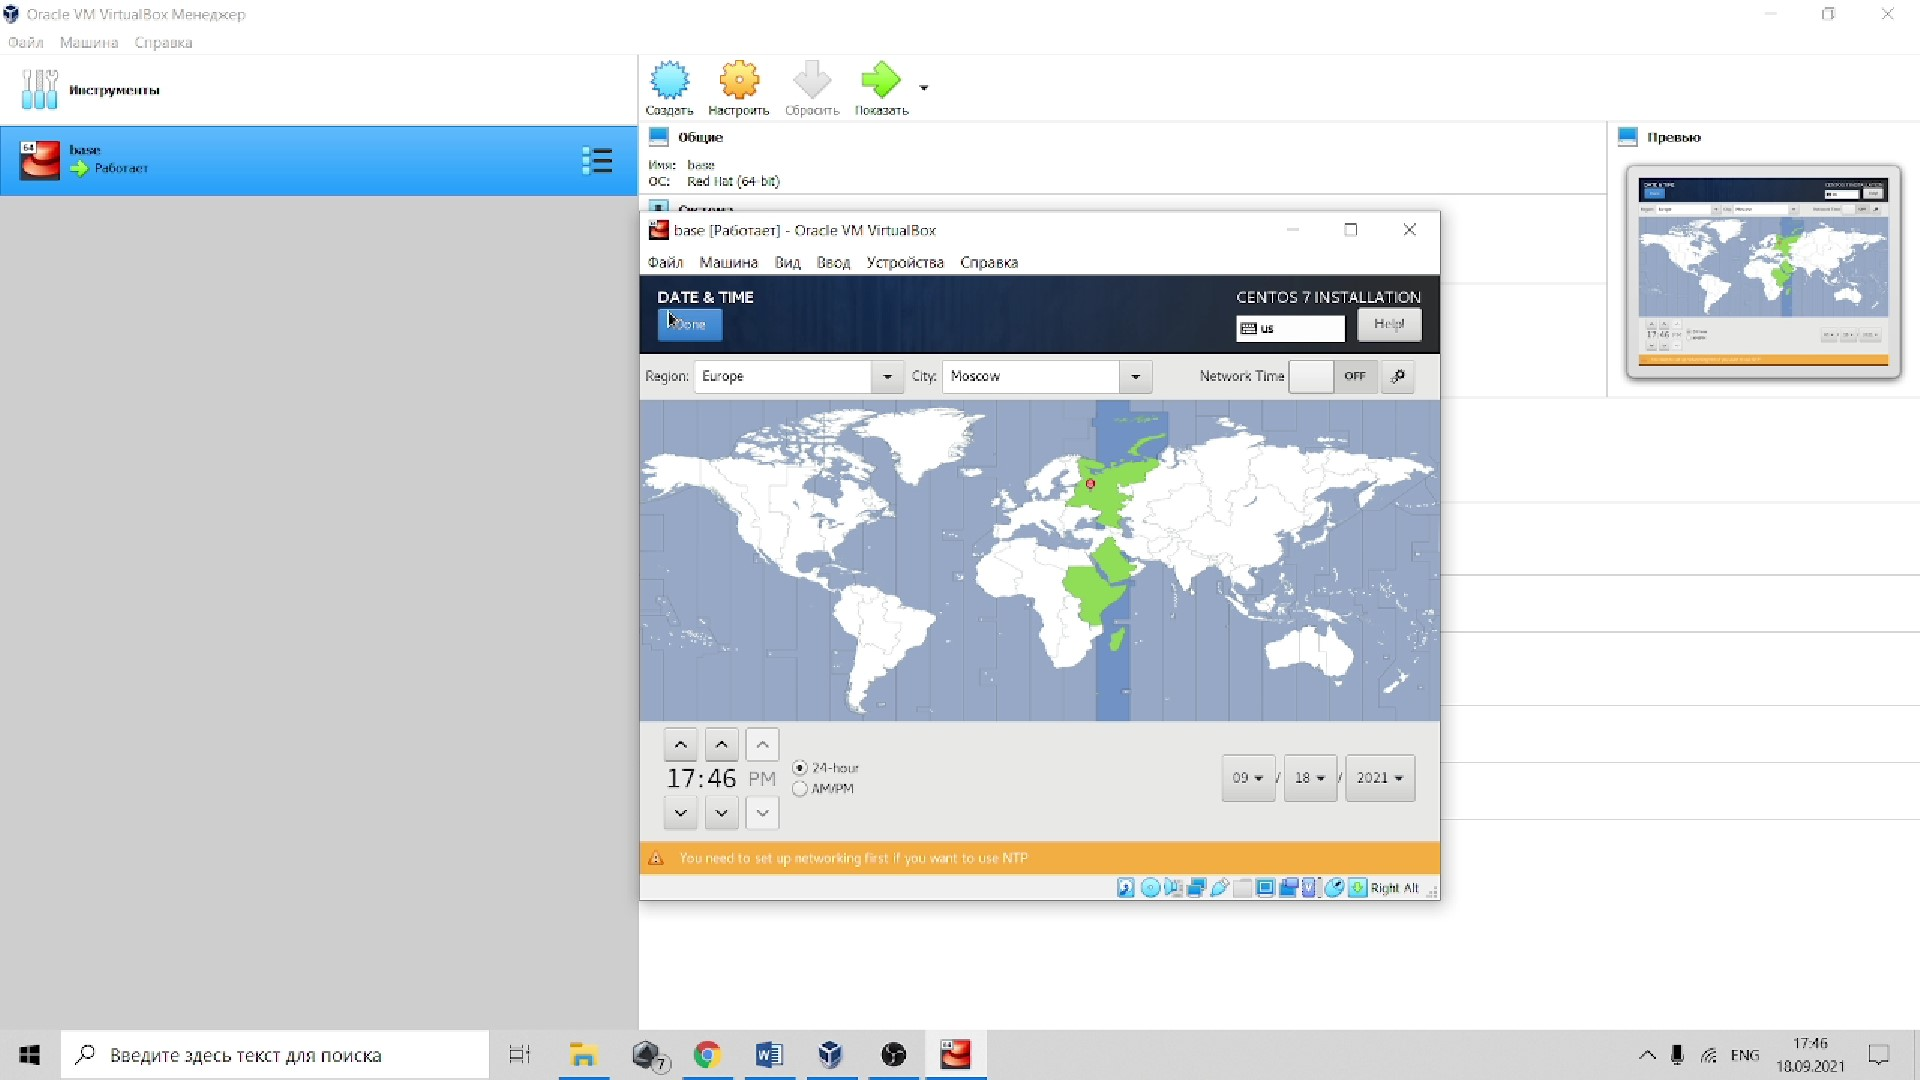 Oracle VM VirtualBox Менеджер
Файл Машина Справка
Инструменты
Создать Настроить Сбросить Показать
64 base
Работает
Общие
Имя: base
ОС: Red Hat (64-bit)
Система
Превью
base [Работает] - Oracle VM VirtualBox
Файл Машина Вид Ввод Устройства Справка
DATE & TIME
CENTOS 7 INSTALLATION
Done
us
Help!
Region: Europe City: Moscow Network Time OFF
17:46 PM
24-hour
AM/PM
09 / 18 / 2021
You need to set up networking first if you want to use NTP
Right Alt
Введите здесь текст для поиска
7
ENG
17:46
18.09.2021